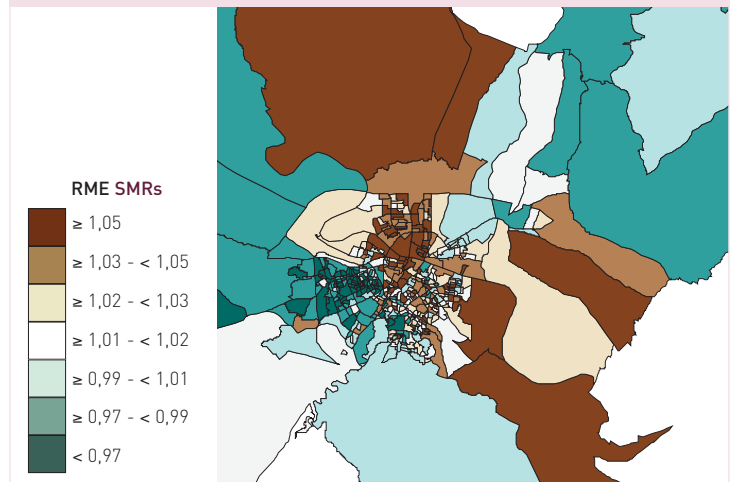 RME SMRs
≥ 1,05
≥ 1,03 - < 1,05
≥ 1,02 - < 1,03
≥ 1,01 - < 1,02
≥ 0,99 - < 1,01
≥ 0,97 - < 0,99
< 0,97